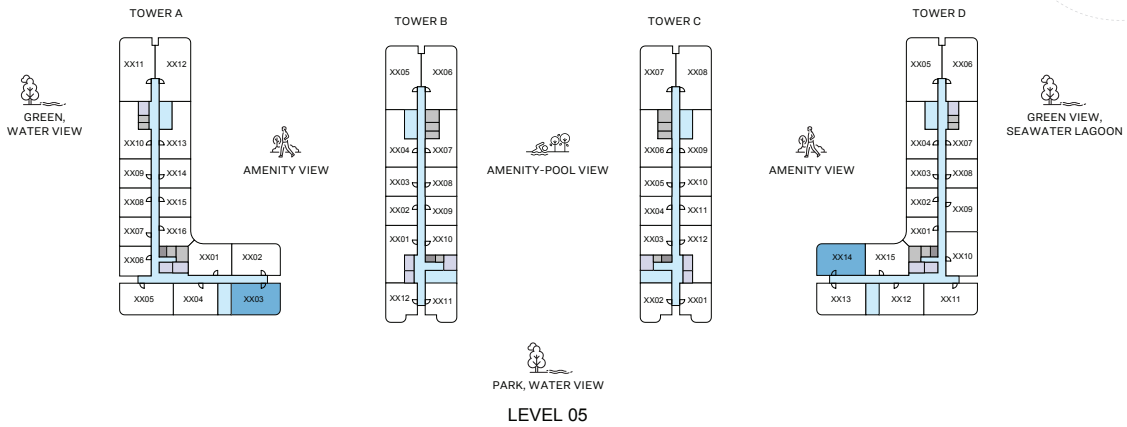 TOWER A
TOWER B
TOWER C
TOWER D
GREEN,
WATER VIEW
AMENITY VIEW
AMENITY-POOL VIEW
AMENITY VIEW
GREEN VIEW,
SEAWATER LAGOON
XX11 XX12
XX10 XX13
XX09 XX14
XX08 XX15
XX07 XX16
XX06 XX01 XX02
XX05 XX04 XX03
XX05 XX06
XX04 XX07
XX03 XX08
XX02 XX09
XX01 XX10
XX12 XX11
XX07 XX08
XX06 XX09
XX05 XX10
XX04 XX11
XX03 XX12
XX02 XX01
XX05 XX06
XX04 XX07
XX03 XX08
XX02 XX09
XX01
XX14 XX15 XX10
XX13 XX12 XX11
PARK, WATER VIEW
LEVEL 05